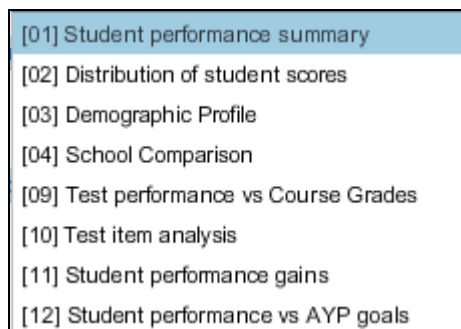 [01] Student performance summary
[02] Distribution of student scores
[03] Demographic Profile
[04] School Comparison
[09] Test performance vs Course Grades
[10] Test item analysis
[11] Student performance gains
[12] Student performance vs AYP goals